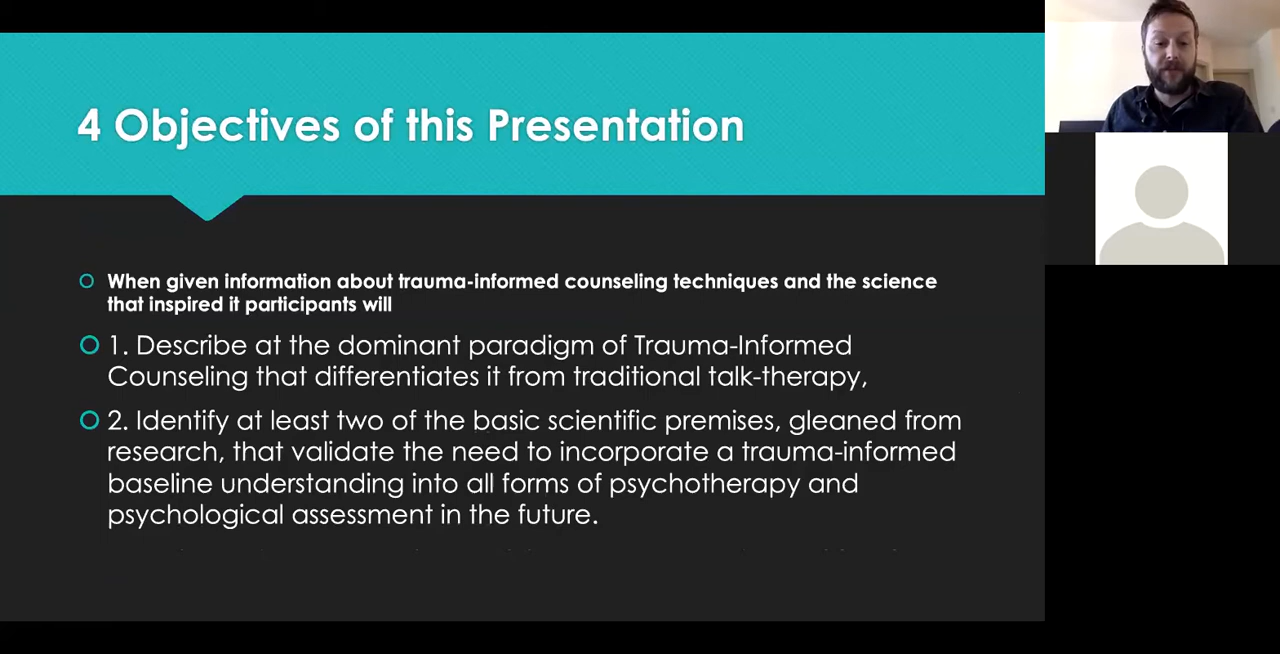 4 Objectives of this Presentation
When given information about trauma-informed counseling techniques and the science
that inspired it participants will
1. Describe at the dominant paradigm of Trauma-Informed
Counseling that differentiates it from traditional talk-therapy,
2. Identify at least two of the basic scientific premises, gleaned from
research, that validate the need to incorporate a trauma-informed
baseline understanding into all forms of psychotherapy and
psychological assessment in the future.